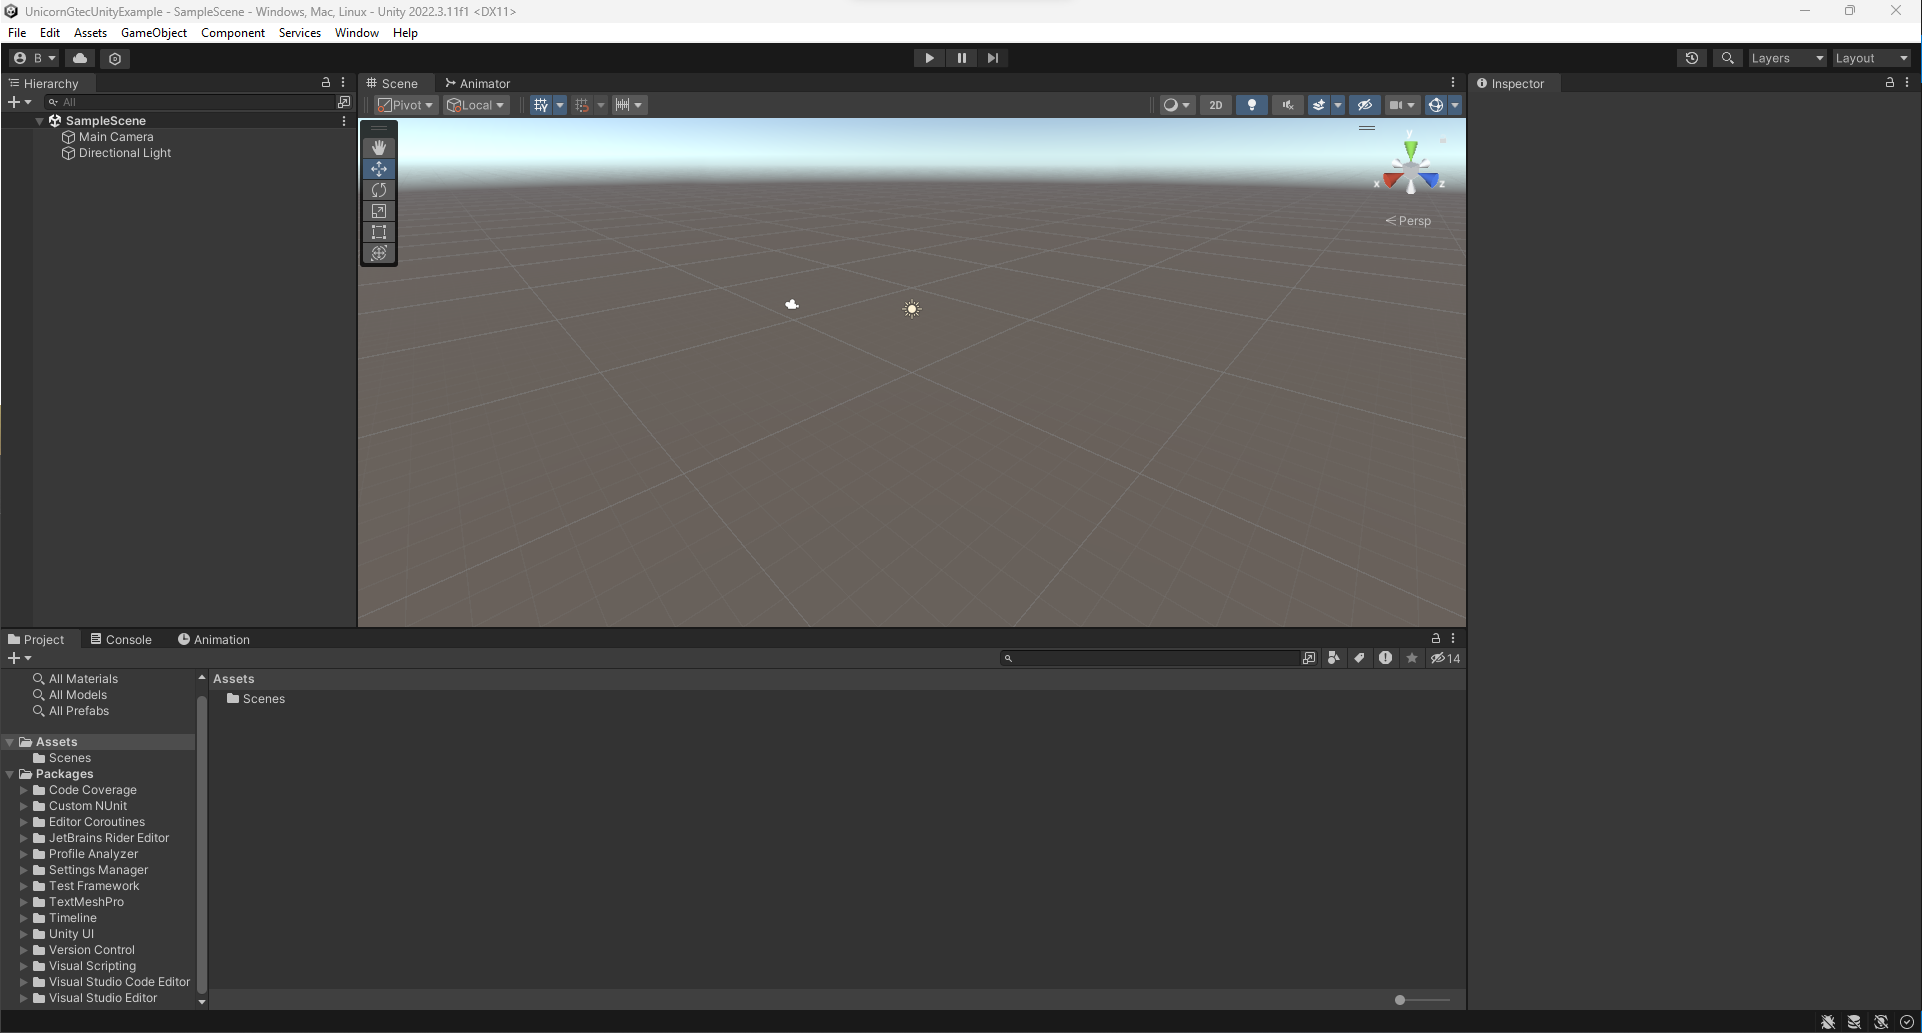 UnicornGtecUnityExample - SampleScene - Windows, Mac, Linux - Unity 2022.3.11f1 <DX11>
File Edit Assets GameObject Component Services Window Help
B Layers Layout
Hierarchy Scene Animator Inspector
All Pivot Local 2D
SampleScene
Main Camera
Directional Light
y
x z
Persp
Project Console Animation
14
All Materials
All Models
All Prefabs
Assets
Scenes
Packages
Code Coverage
Custom NUnit
Editor Coroutines
JetBrains Rider Editor
Profile Analyzer
Settings Manager
Test Framework
TextMeshPro
Timeline
Unity UI
Version Control
Visual Scripting
Visual Studio Code Editor
Visual Studio Editor
Assets
Scenes